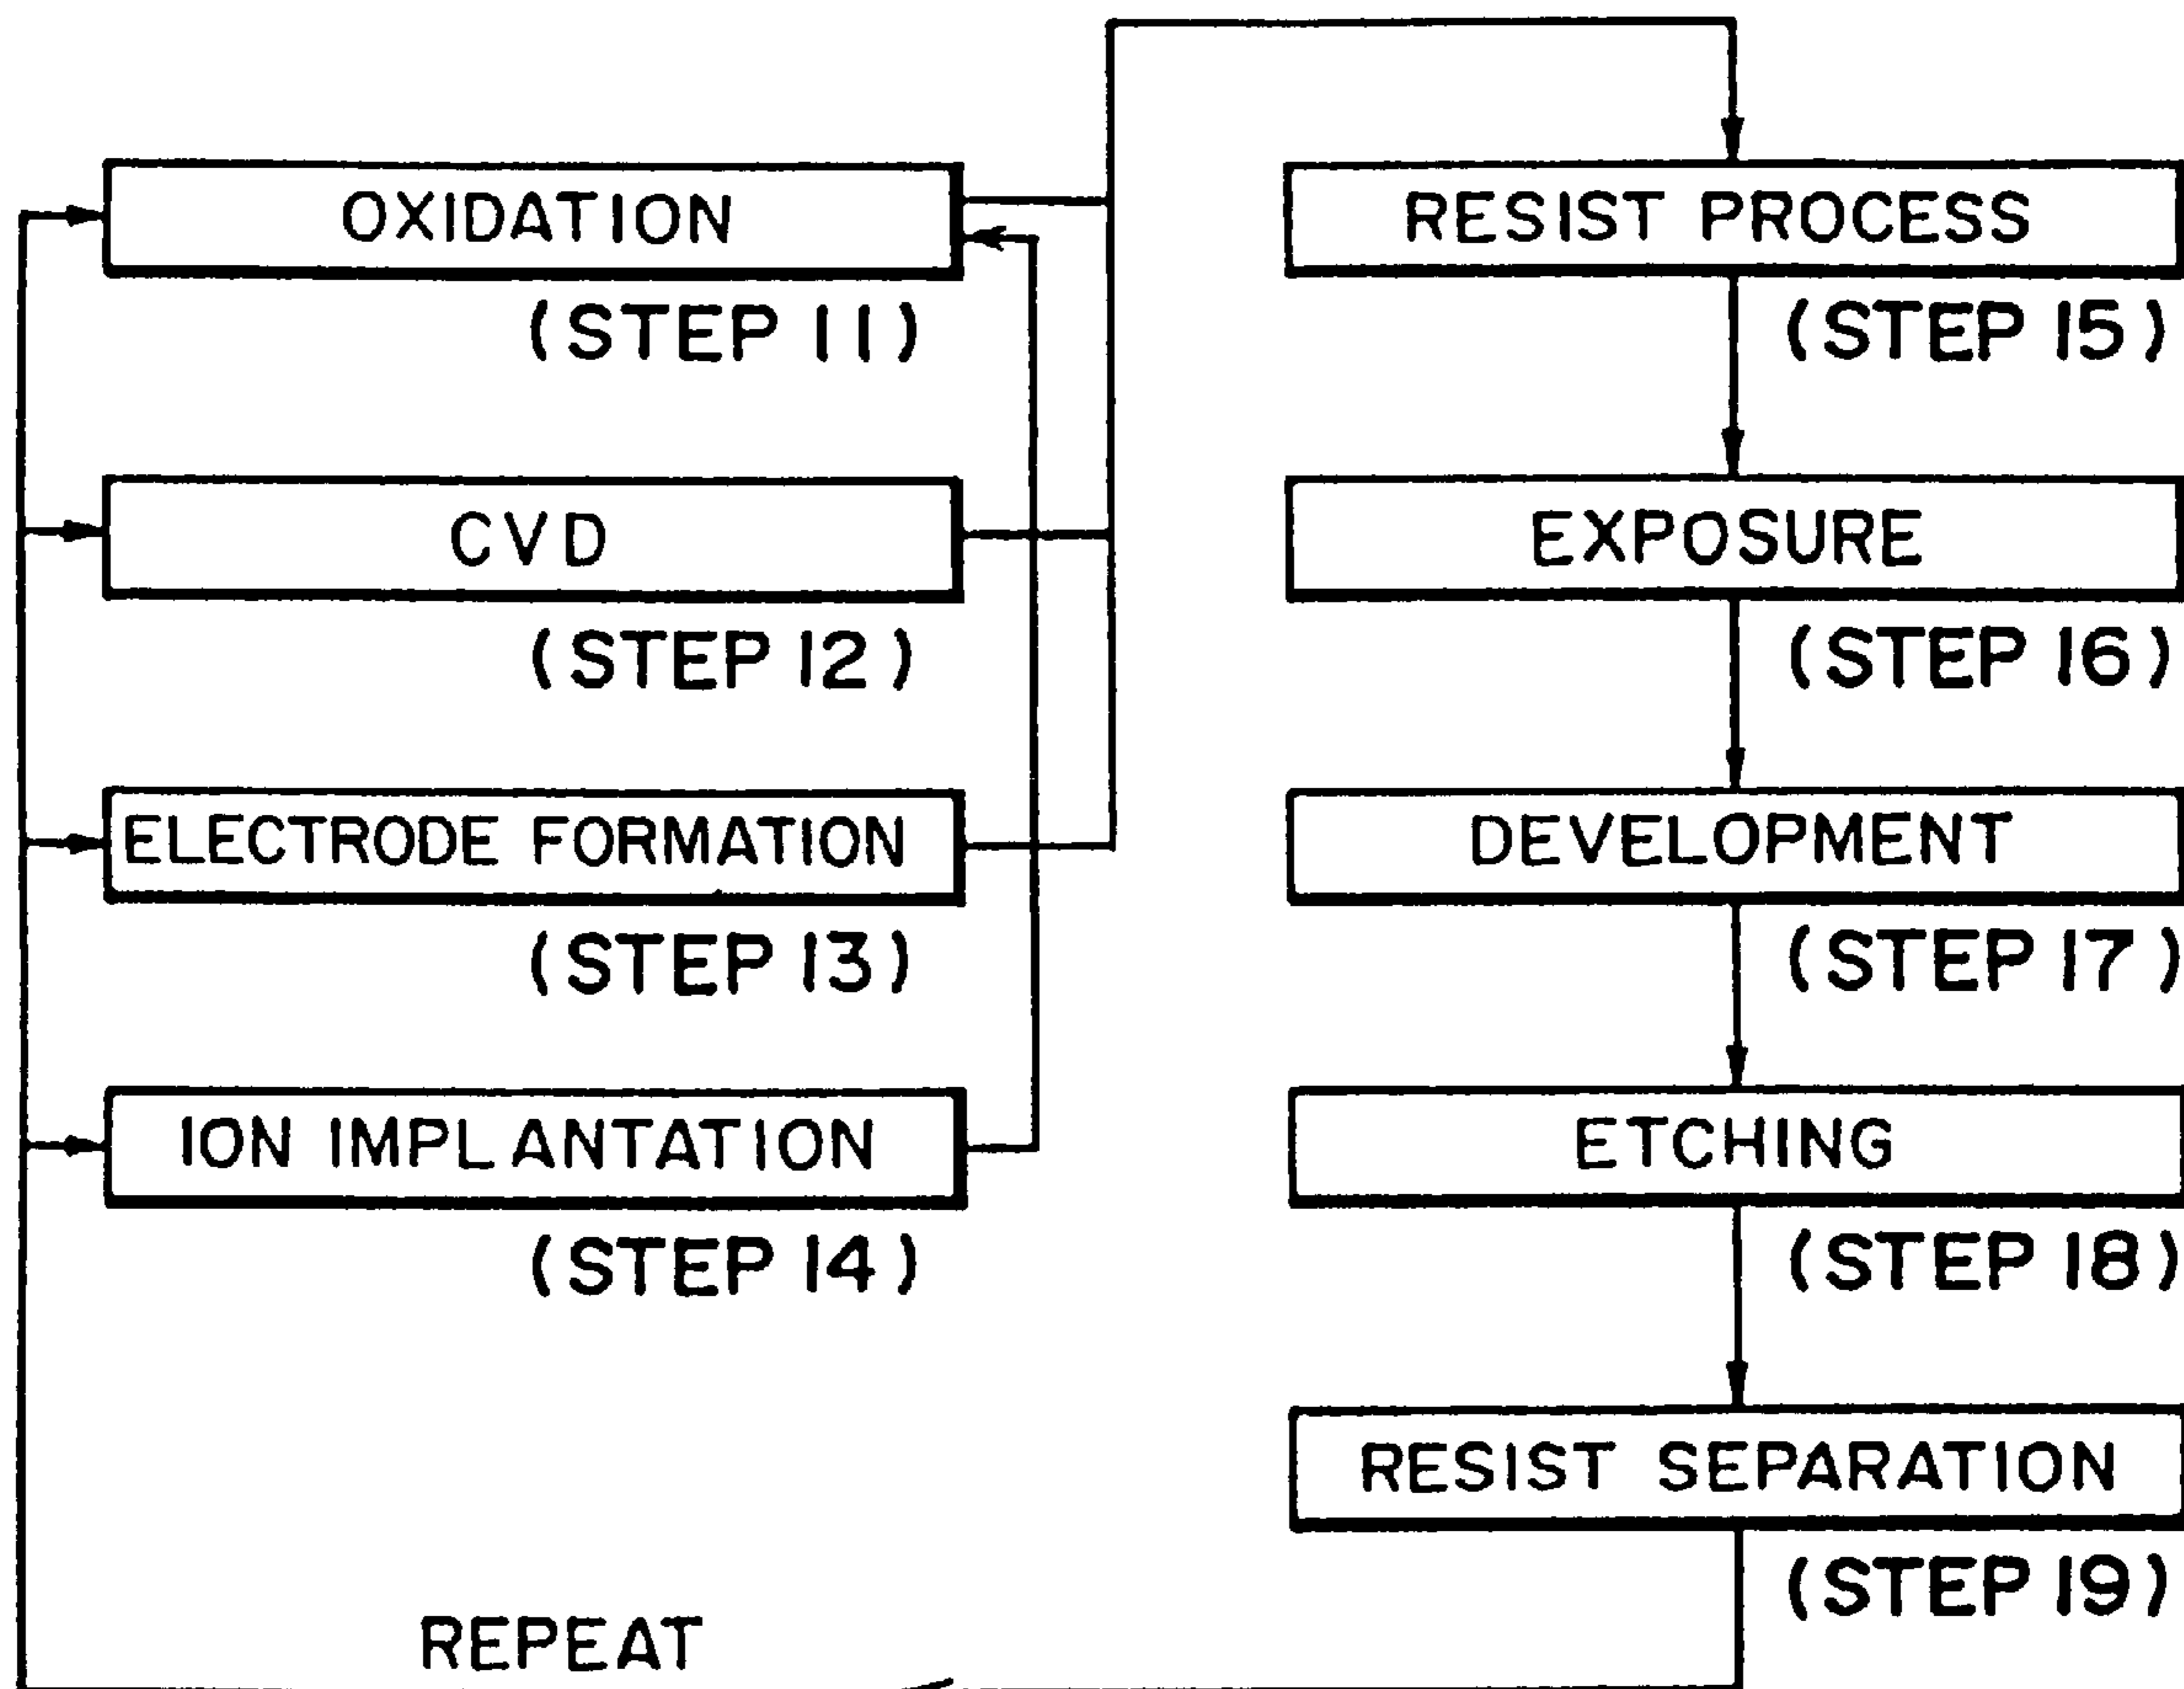 OXIDATION
(STEP 11)
CVD
(STEP 12)
ELECTRODE FORMATION
(STEP 13)
ION IMPLANTATION
(STEP 14)
RESIST PROCESS
(STEP 15)
EXPOSURE
(STEP 16)
DEVELOPMENT
(STEP 17)
ETCHING
(STEP 18)
RESIST SEPARATION
(STEP 19)
REPEAT